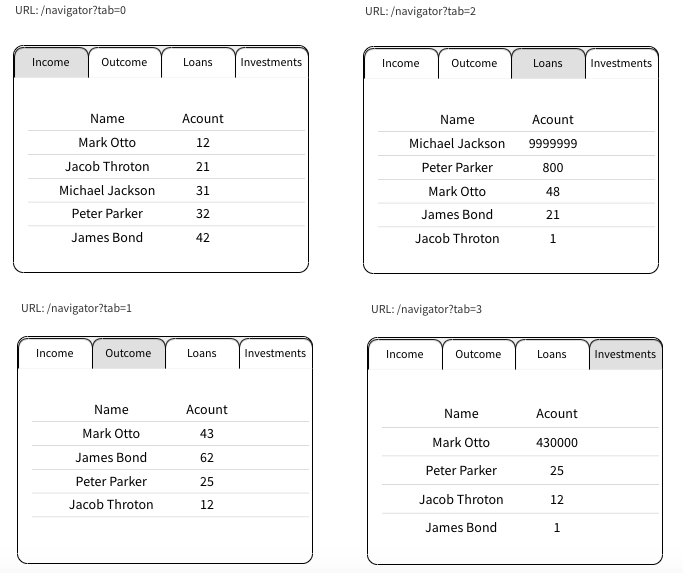 URL: /navigator?tab=0
Income Outcome Loans Investments
Name Acount
Mark Otto 12
Jacob Throton 21
Michael Jackson 31
Peter Parker 32
James Bond 42
URL: /navigator?tab=2
Income Outcome Loans Investments
Name Acount
Michael Jackson 9999999
Peter Parker 800
Mark Otto 48
James Bond 21
Jacob Throton 1
URL: /navigator?tab=1
Income Outcome Loans Investments
Name Acount
Mark Otto 43
James Bond 62
Peter Parker 25
Jacob Throton 12
URL: /navigator?tab=3
Income Outcome Loans Investments
Name Acount
Mark Otto 430000
Peter Parker 25
Jacob Throton 12
James Bond 1